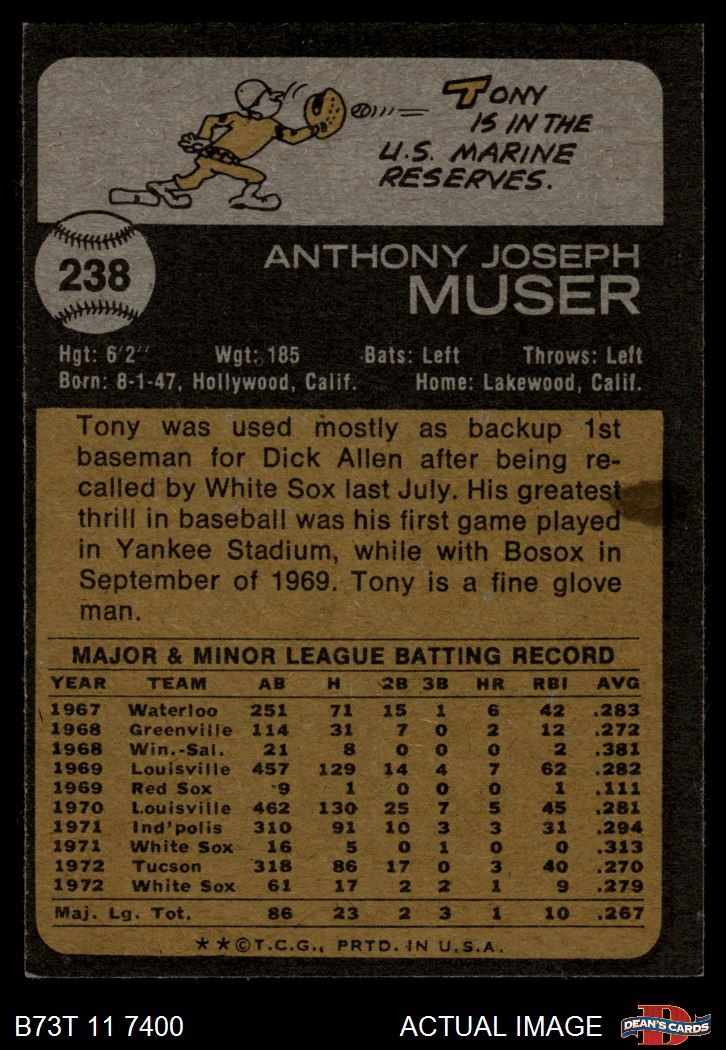 TONY
IS IN THE
U.S. MARINE
RESERVES.
238
ANTHONY JOSEPH
MUSER
Hgt: 6'2" Wgt: 185 Bats: Left Throws: Left
Born: 8-1-47, Hollywood, Calif. Home: Lakewood, Calif.
Tony was used mostly as backup 1st
baseman for Dick Allen after being re-
called by White Sox last July. His greatest
thrill in baseball was his first game played
in Yankee Stadium, while with Bosox in
September of 1969. Tony is a fine glove
man.
MAJOR & MINOR LEAGUE BATTING RECORD
YEAR TEAM AB H 2B 3B HR RBI AVG
1967 Waterloo 251 71 15 1 6 42 .283
1968 Greenville 114 31 7 0 2 12 .272
1968 Win.-Sal. 21 8 0 0 0 2 .381
1969 Louisville 457 129 14 4 7 62 .282
1969 Red Sox 9 1 0 0 0 1 .111
1970 Louisville 462 130 25 7 5 45 .281
1971 Ind'polis 310 91 10 3 3 31 .294
1971 White Sox 16 5 0 1 0 0 .313
1972 Tucson 318 86 17 0 3 40 .270
1972 White Sox 61 17 2 2 1 9 .279
Maj. Lg. Tot. 86 23 2 3 1 10 .267
**©T.C.G., PRTD. IN U.S.A.
B73T 11 7400 ACTUAL IMAGE D DEAN'S CARDS